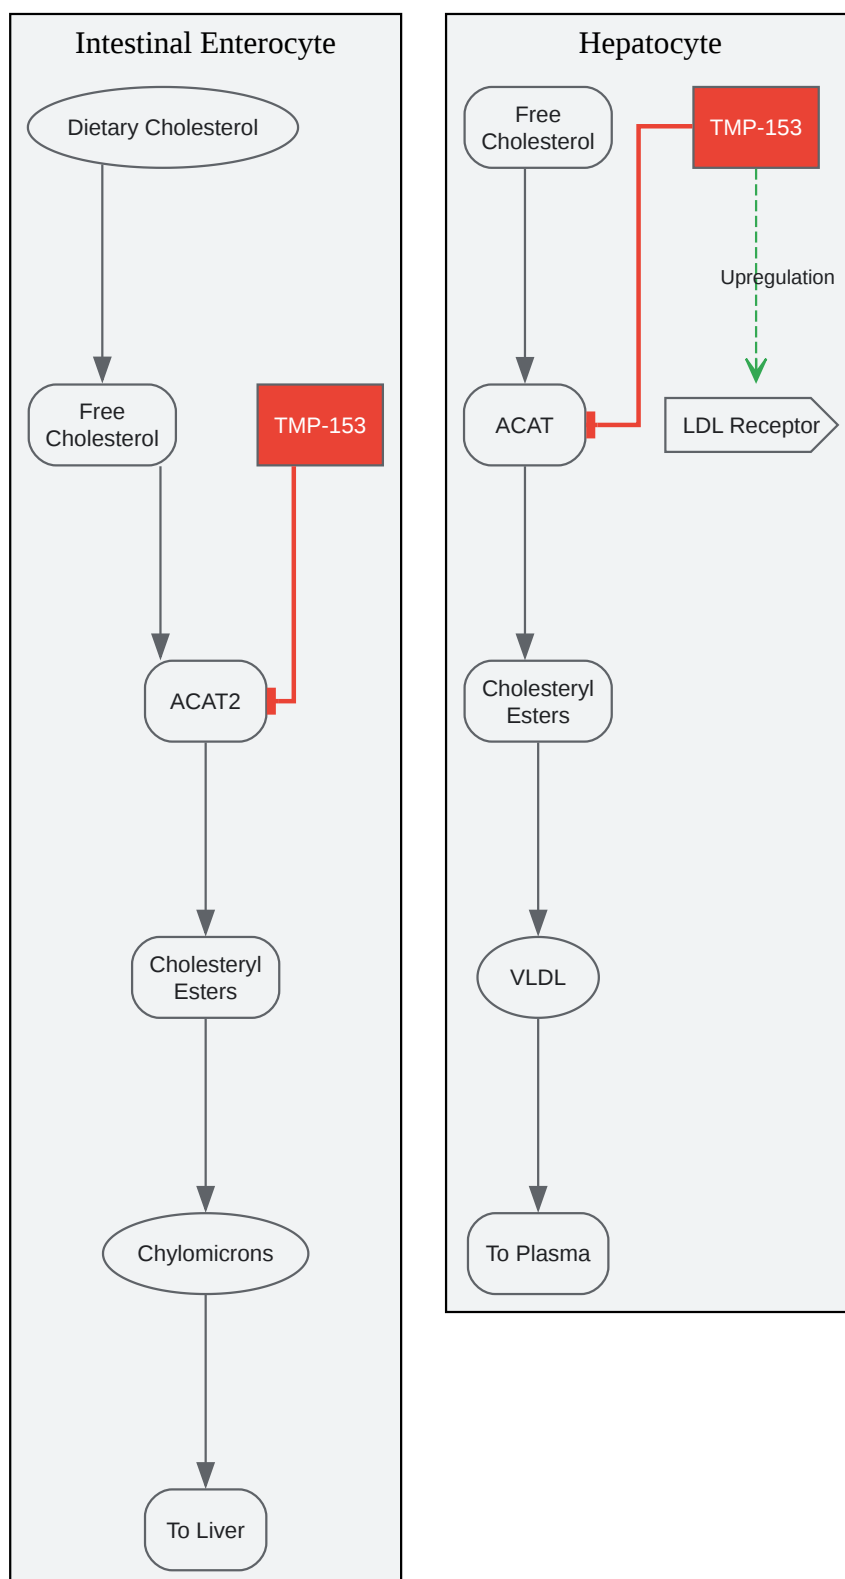 Intestinal Enterocyte
Dietary Cholesterol
Free
Cholesterol
TMP-153
ACAT2
Cholesteryl
Esters
Chylomicrons
To Liver
Hepatocyte
Free
Cholesterol
TMP-153
Upregulation
ACAT
LDL Receptor
Cholesteryl
Esters
VLDL
To Plasma